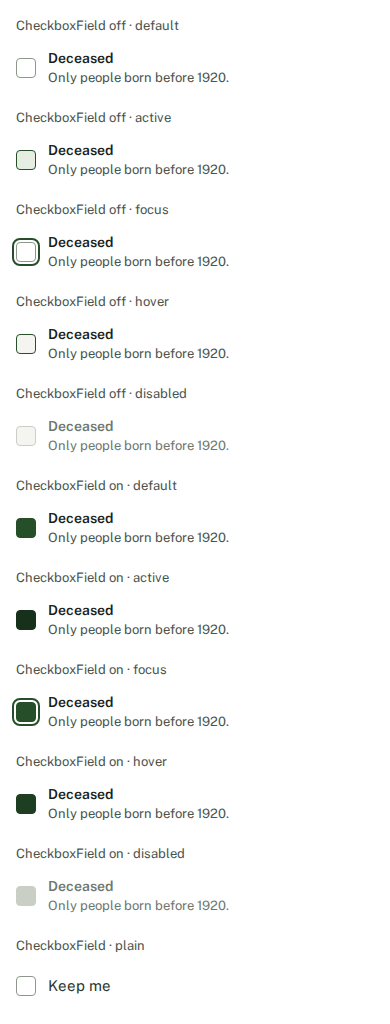 CheckboxField off · default
Deceased
Only people born before 1920.
CheckboxField off · active
Deceased
Only people born before 1920.
CheckboxField off · focus
Deceased
Only people born before 1920.
CheckboxField off · hover
Deceased
Only people born before 1920.
CheckboxField off · disabled
Deceased
Only people born before 1920.
CheckboxField on · default
Deceased
Only people born before 1920.
CheckboxField on · active
Deceased
Only people born before 1920.
CheckboxField on · focus
Deceased
Only people born before 1920.
CheckboxField on · hover
Deceased
Only people born before 1920.
CheckboxField on · disabled
Deceased
Only people born before 1920.
CheckboxField · plain
Keep me